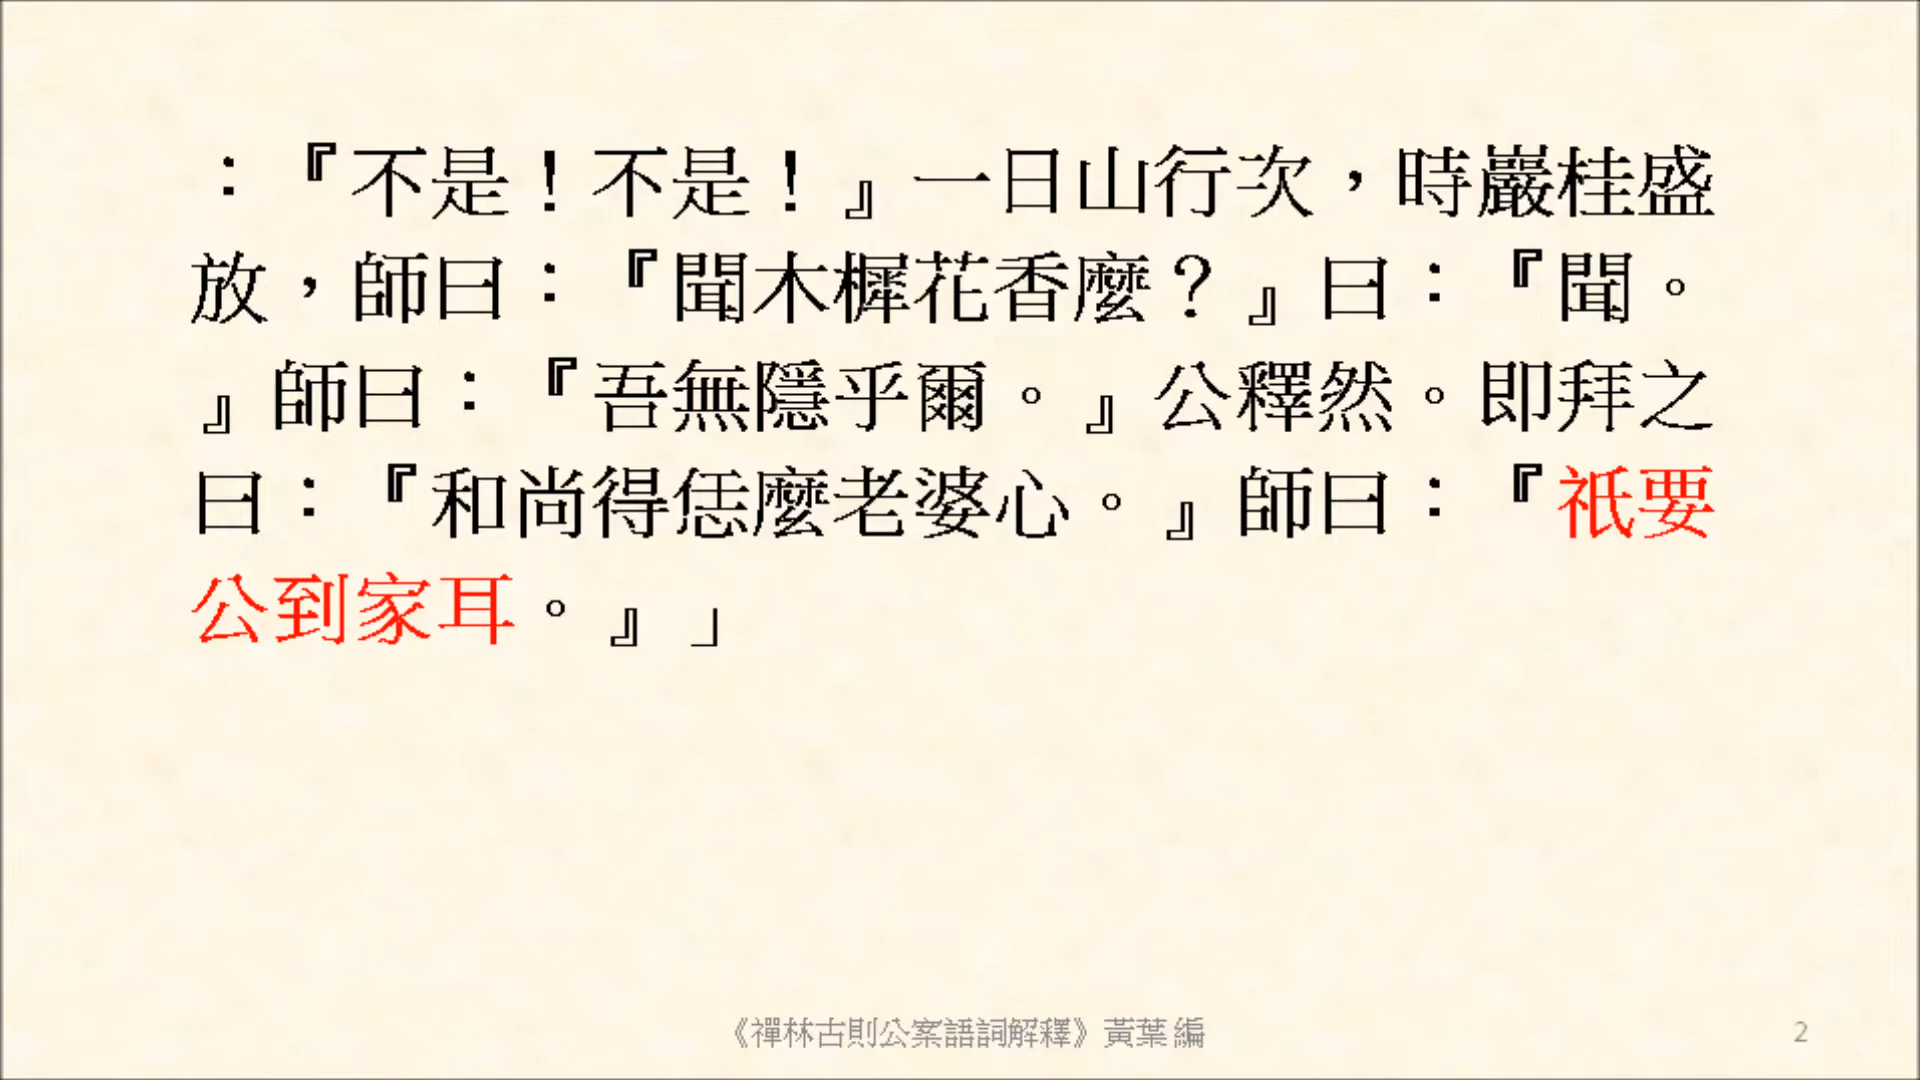 ：『不是！不是！』一日山行次，時巖桂盛
放，師曰：『聞木樨花香麼？』曰：『聞。
』師曰：『吾無隱乎爾。』公釋然。即拜之
曰：『和尚得恁麼老婆心。』師曰：『祇要
公到家耳。』」
《禪林古則公案語詞解釋》黃葉 編
2